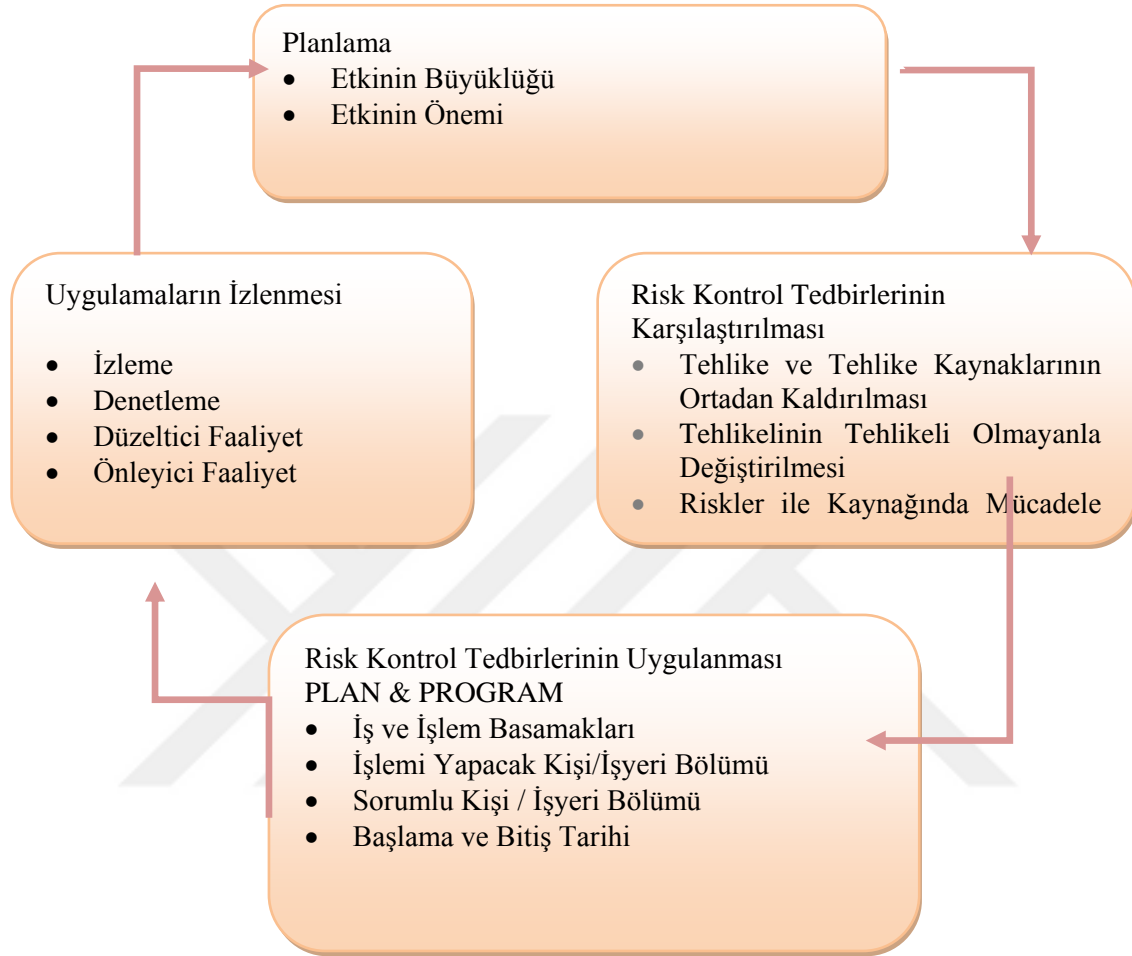 Planlama
• Etkinin Büyüklüğü
• Etkinin Önemi
Risk Kontrol Tedbirlerinin
Karşılaştırılması
• Tehlike ve Tehlike Kaynaklarının
Ortadan Kaldırılması
• Tehlikelinin Tehlikeli Olmayanla
Değiştirilmesi
• Riskler ile Kaynağında Mücadele
Risk Kontrol Tedbirlerinin Uygulanması
PLAN & PROGRAM
• İş ve İşlem Basamakları
• İşlemi Yapacak Kişi/İşyeri Bölümü
• Sorumlu Kişi / İşyeri Bölümü
• Başlama ve Bitiş Tarihi
Uygulamaların İzlenmesi
• İzleme
• Denetleme
• Düzeltici Faaliyet
• Önleyici Faaliyet